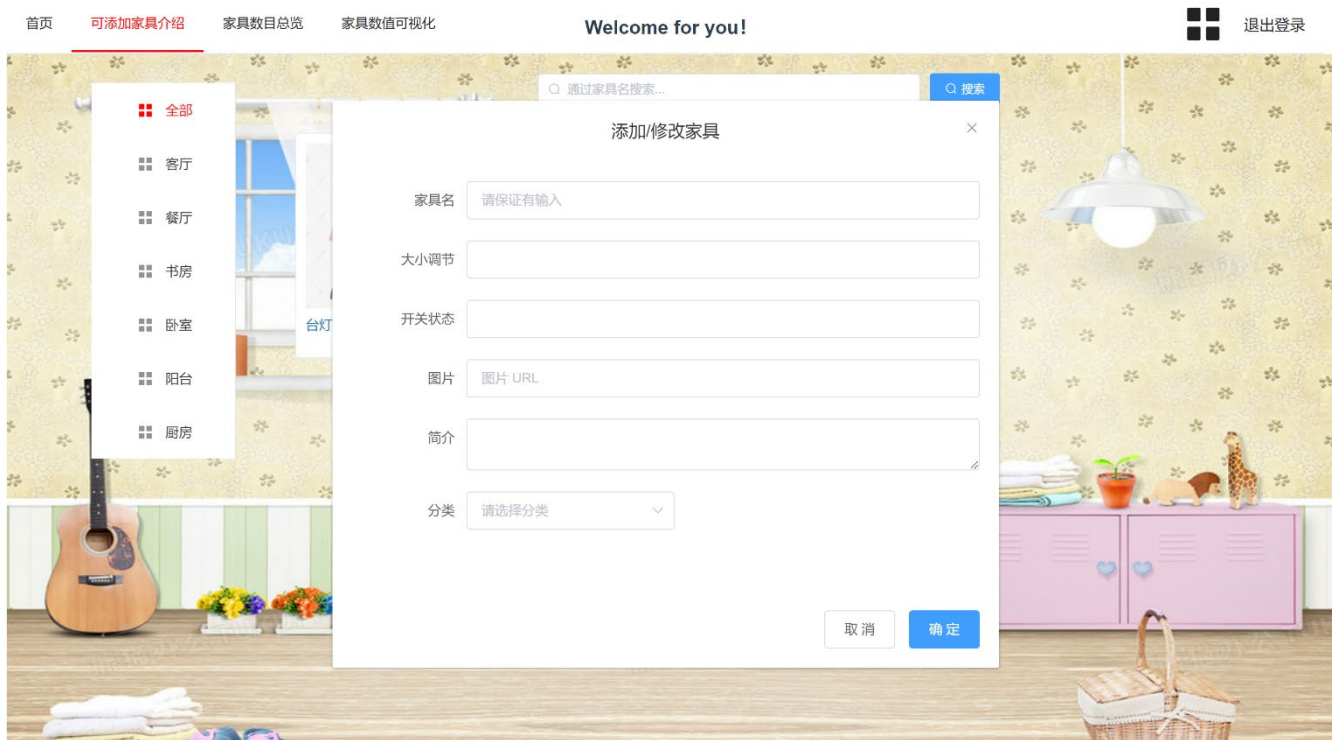 首页 可添加家具介绍 家具数目总览 家具数值可视化 Welcome for you! 退出登录
通过家具名搜索... 搜索
全部
客厅
餐厅
书房
卧室
阳台
厨房
台灯
添加/修改家具
家具名 请保证有输入
大小调节
开关状态
图片 图片 URL
简介
分类 请选择分类
取消 确定